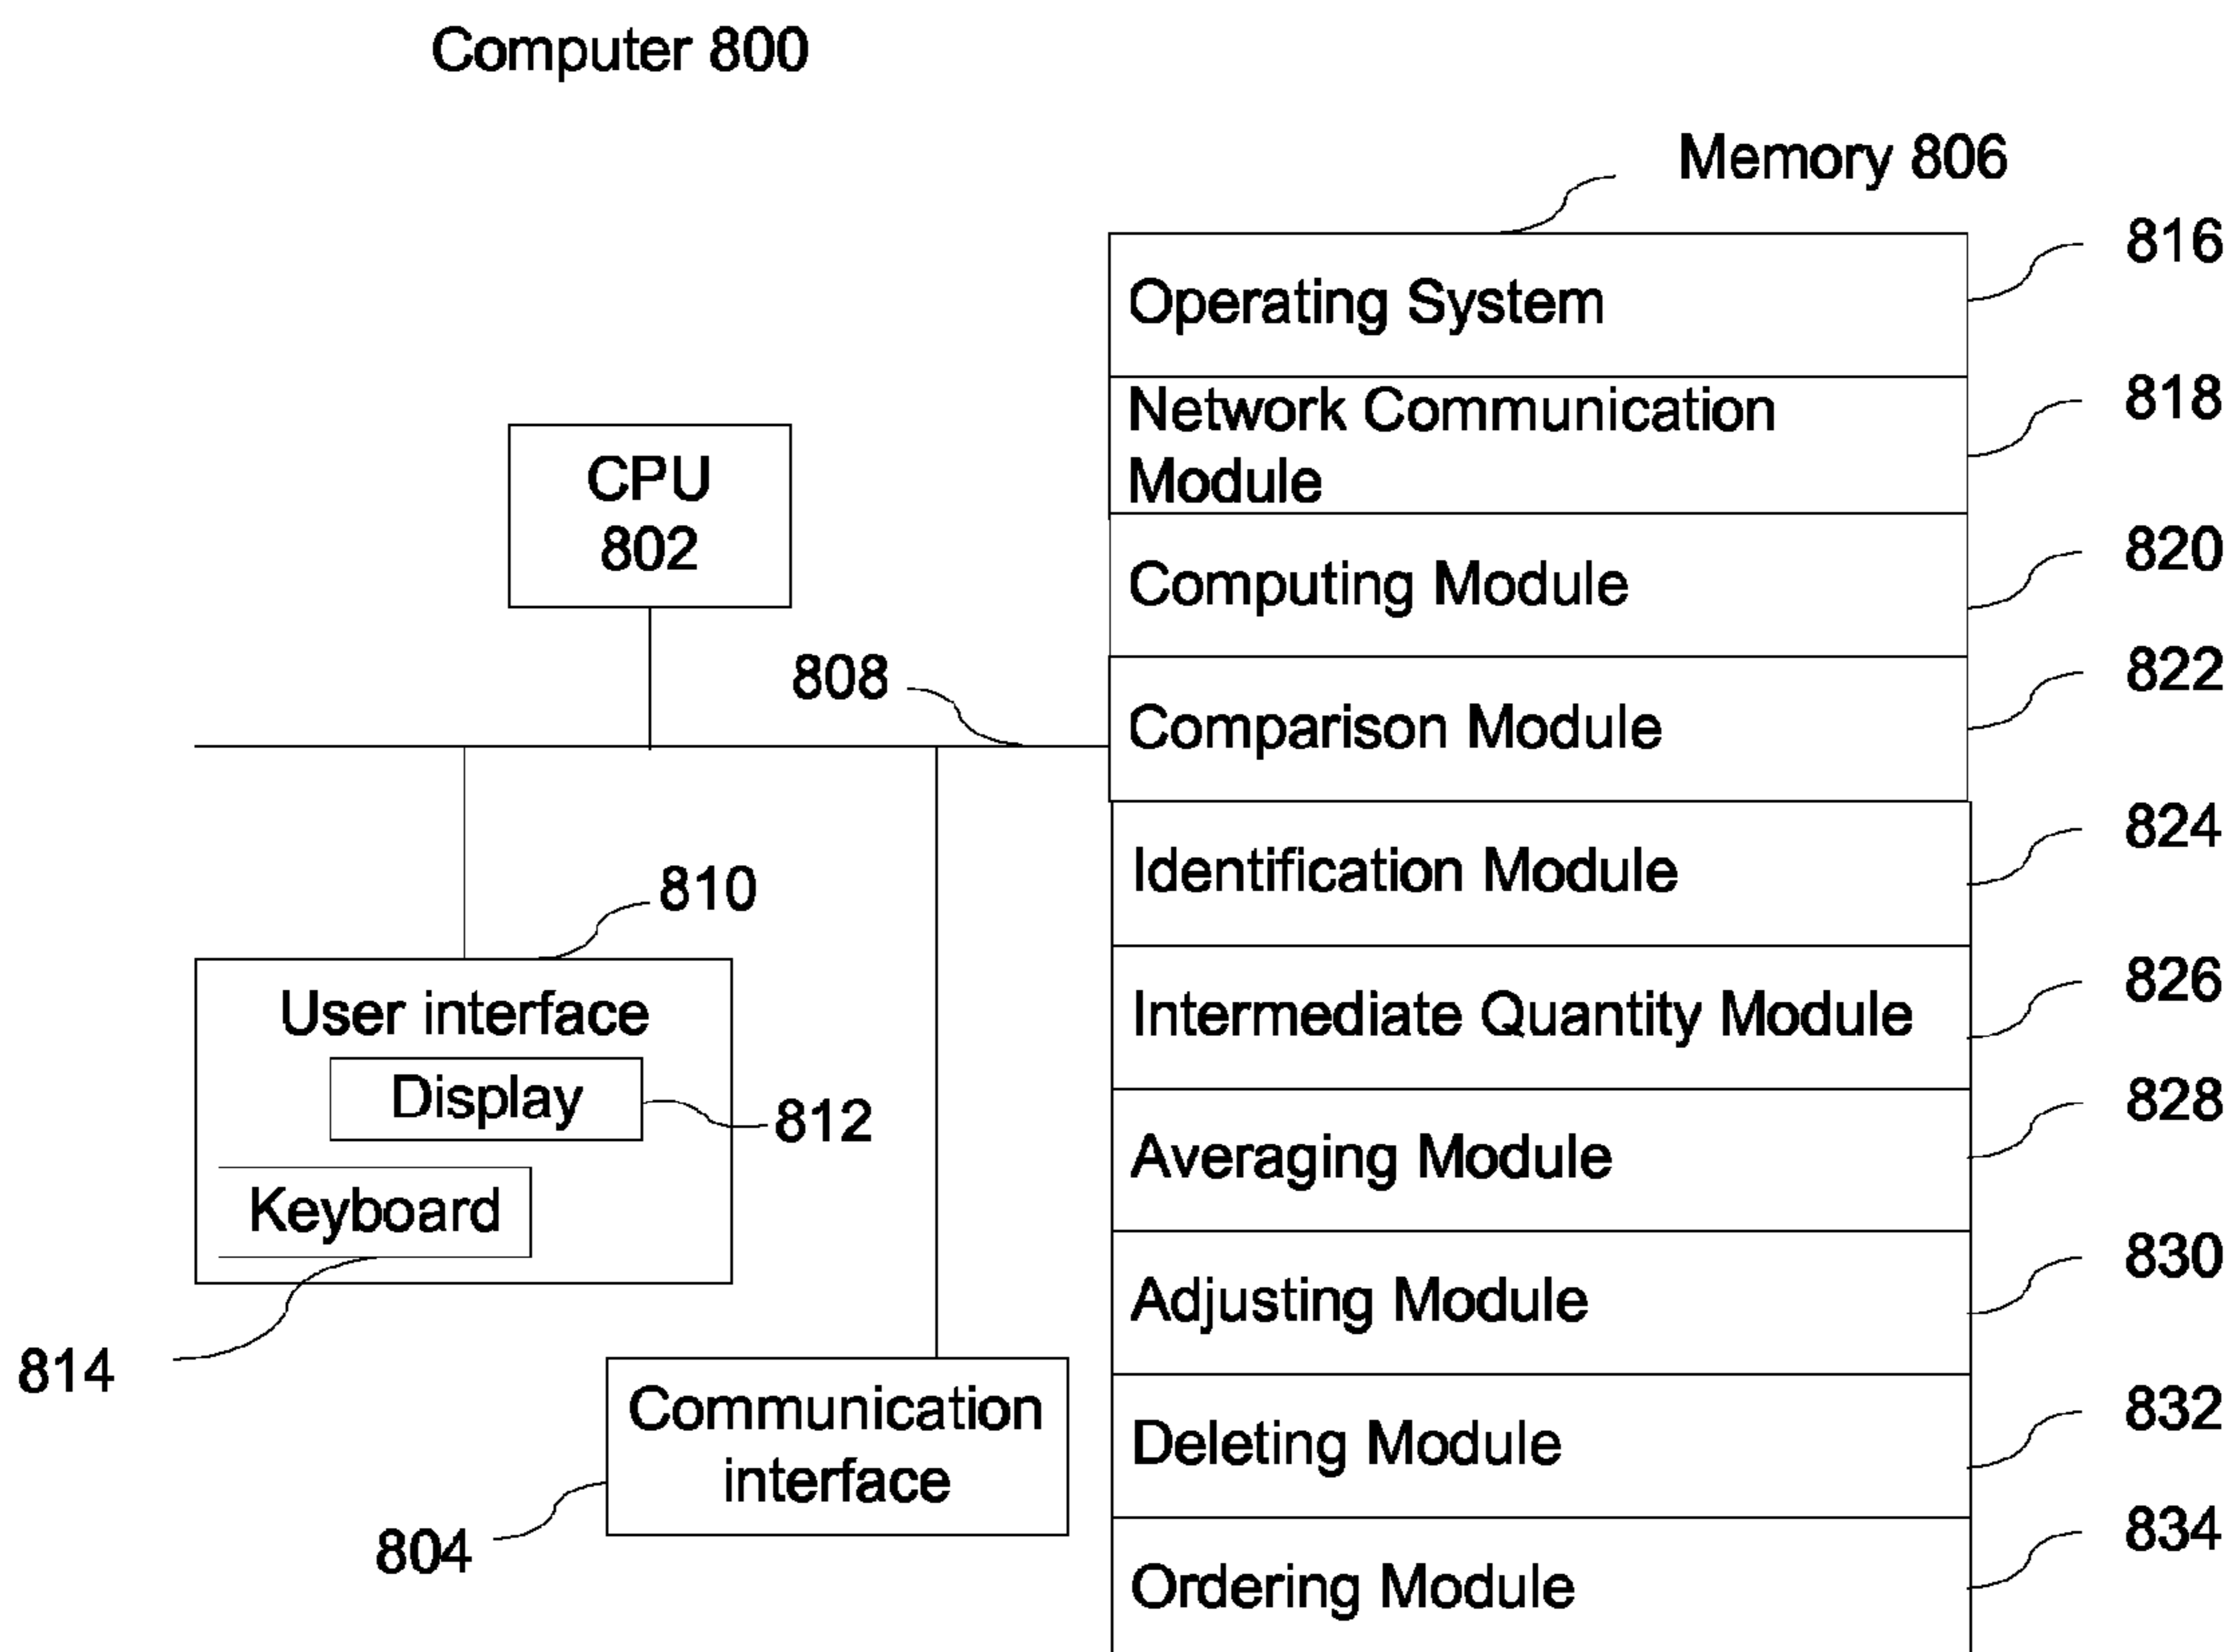 Computer 800
Memory 806
Operating System
816
Network Communication
Module
818
Computing Module
820
Comparison Module
822
Identification Module
824
Intermediate Quantity Module
826
Averaging Module
828
Adjusting Module
830
Deleting Module
832
Ordering Module
834
CPU
802
808
810
User interface
Display
812
Keyboard
814
Communication
interface
804